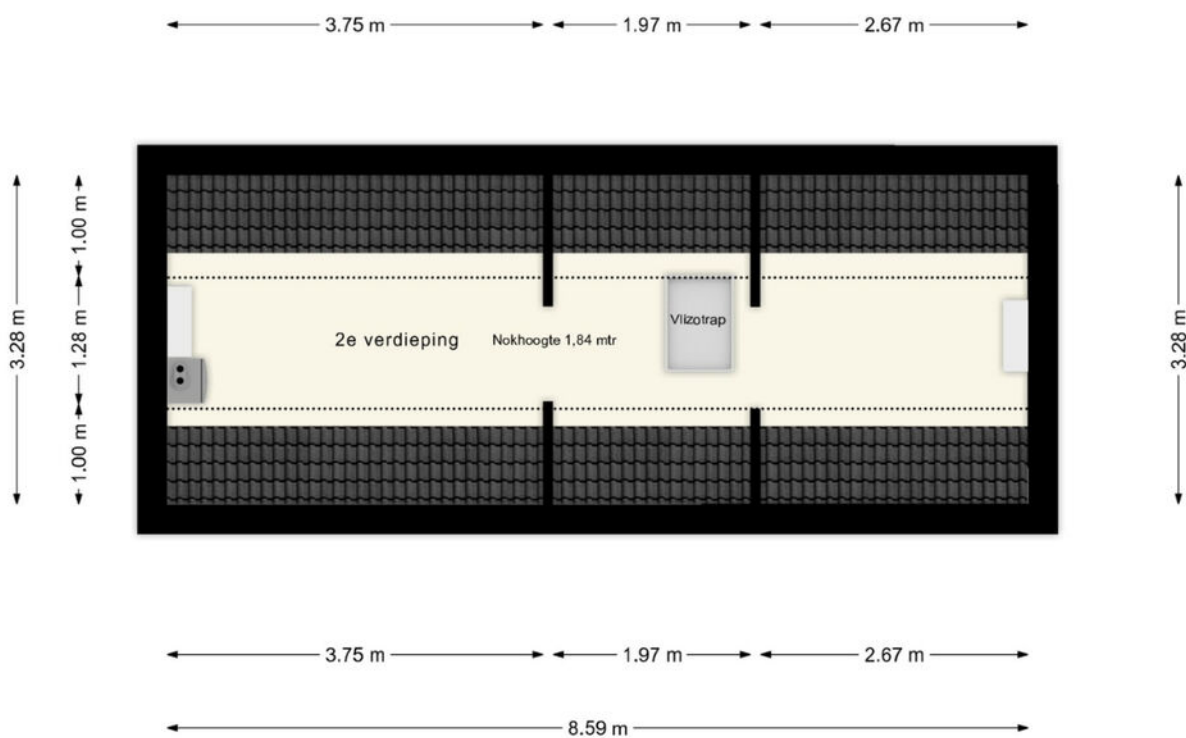 3.75 m
1.97 m
2.67 m
3.28 m
1.00 m
1.28 m
1.00 m
3.28 m
2e verdieping
Nokhoogte 1,84 mtr
Vlizotrap
3.75 m
1.97 m
2.67 m
8.59 m